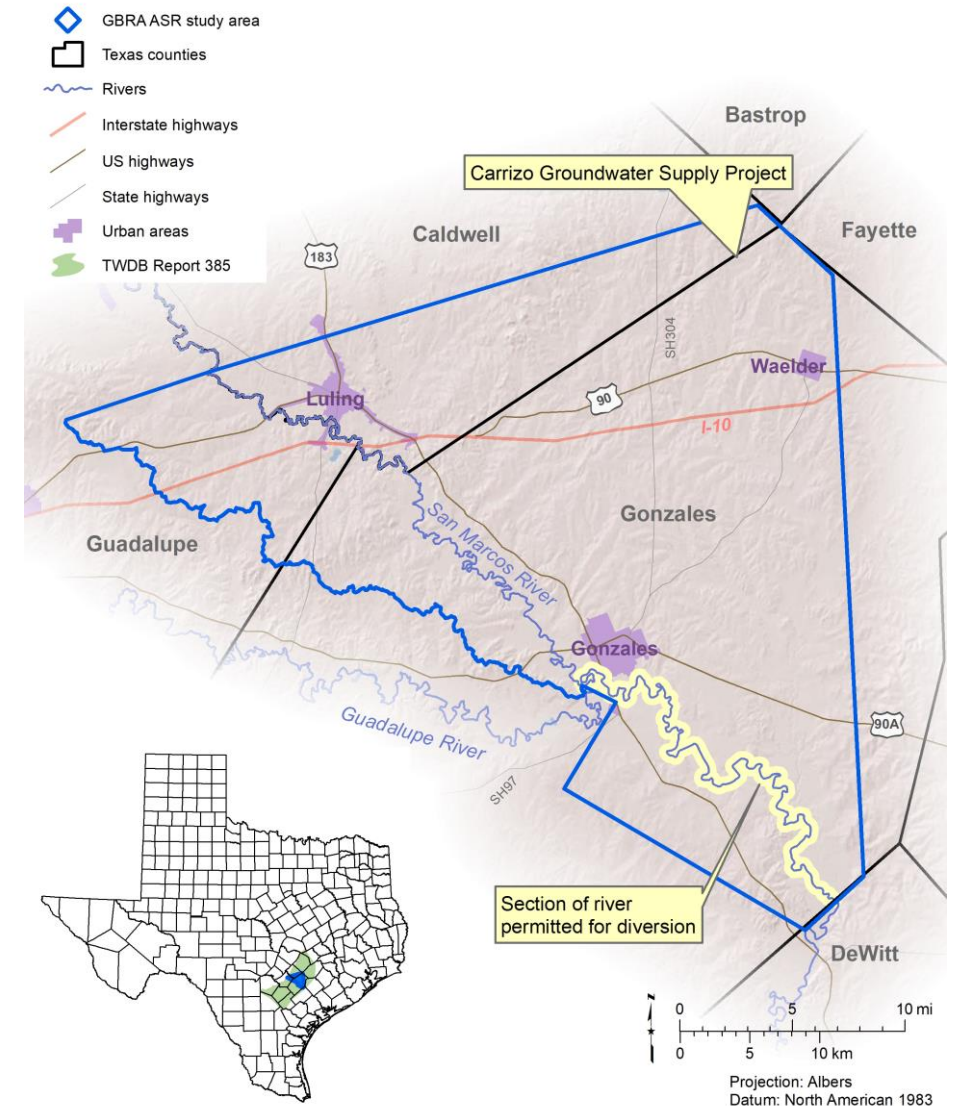 GBRA ASR study area
Texas counties
Rivers
Interstate highways
US highways
State highways
Urban areas
TWDB Report 385
Bastrop
Carrizo Groundwater Supply Project
Caldwell
Fayette
183
SH304
Waelder
90
Luling
I-10
San Marcos River
Gonzales
Guadalupe
Gonzales
Guadalupe River
90A
SH97
Section of river
permitted for diversion
DeWitt
N
0 5 10 mi
0 5 10 km
Projection: Albers
Datum: North American 1983